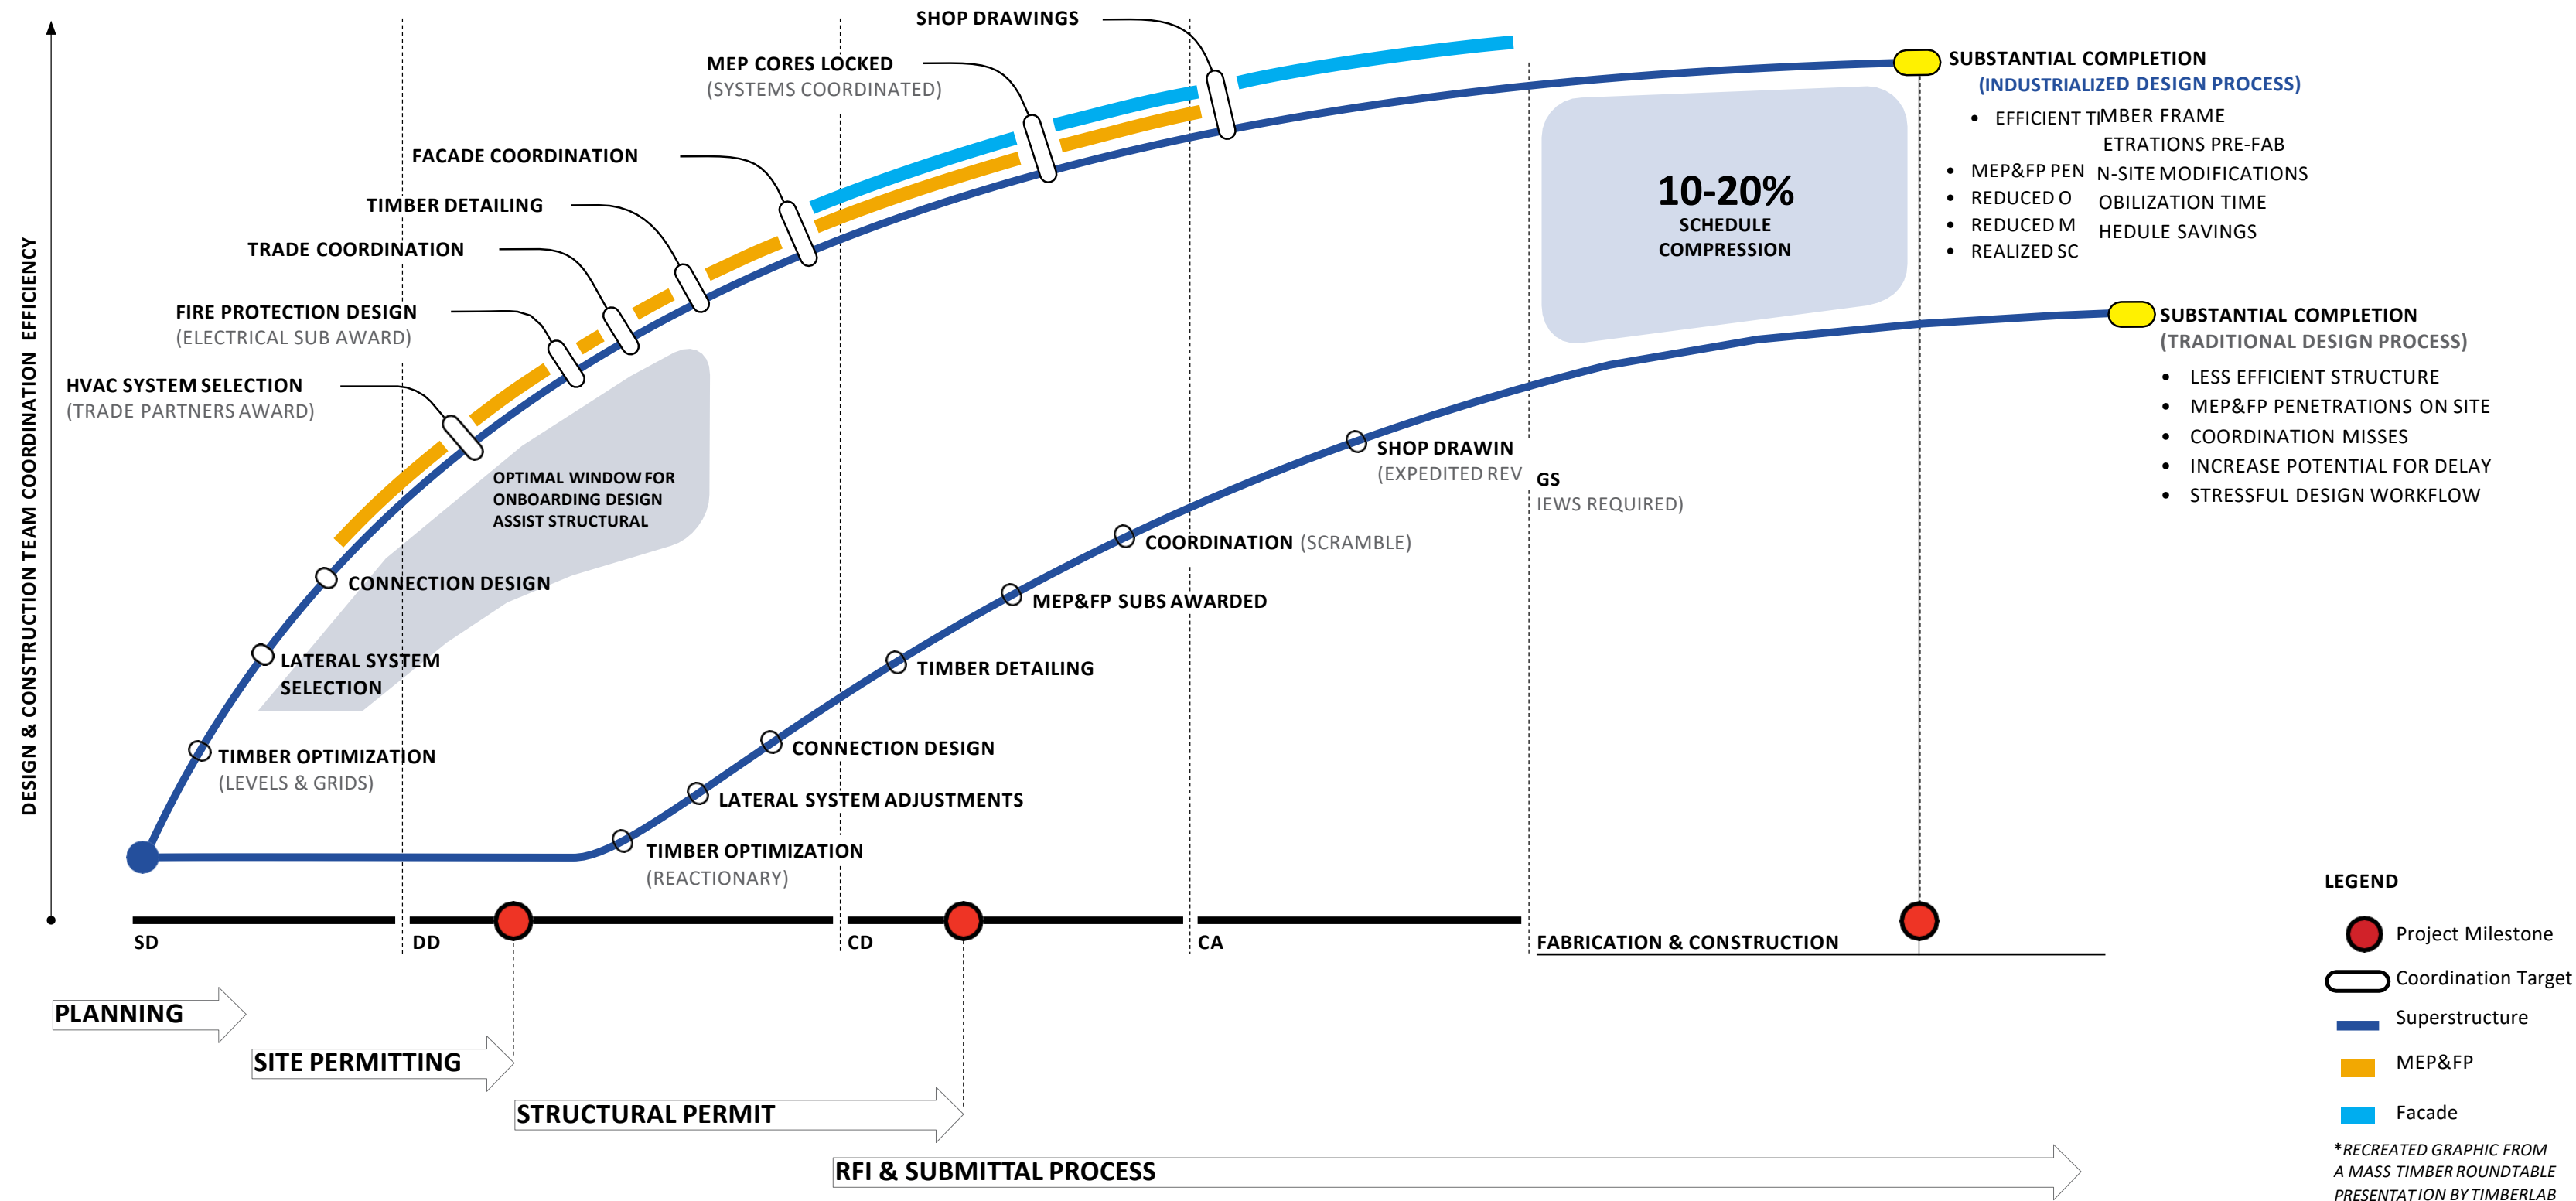 SHOP DRAWINGS
MEP CORES LOCKED
(SYSTEMS COORDINATED)
FACADE COORDINATION
TIMBER DETAILING
TRADE COORDINATION
FIRE PROTECTION DESIGN
(ELECTRICAL SUB AWARD)
HVAC SYSTEM SELECTION
(TRADE PARTNERS AWARD)
DESIGN & CONSTRUCTION TEAM COORDINATION EFFICIENCY
OPTIMAL WINDOW FOR
ONBOARDING DESIGN
ASSIST STRUCTURAL
CONNECTION DESIGN
LATERAL SYSTEM
SELECTION
TIMBER OPTIMIZATION
(LEVELS & GRIDS)
10-20%
SCHEDULE
COMPRESSION
SUBSTANTIAL COMPLETION
(INDUSTRIALIZED DESIGN PROCESS)
• EFFICIENT TIMBER FRAME
ETRATIONS PRE-FAB
• MEP&FP PEN N-SITE MODIFICATIONS
• REDUCED O OBILIZATION TIME
• REDUCED M HEDULE SAVINGS
• REALIZED SC
SUBSTANTIAL COMPLETION
(TRADITIONAL DESIGN PROCESS)
• LESS EFFICIENT STRUCTURE
• MEP&FP PENETRATIONS ON SITE
• COORDINATION MISSES
• INCREASE POTENTIAL FOR DELAY
• STRESSFUL DESIGN WORKFLOW
SHOP DRAWIN
GS
(EXPEDITED REV
IEWS REQUIRED)
COORDINATION (SCRAMBLE)
MEP&FP SUBS AWARDED
TIMBER DETAILING
CONNECTION DESIGN
LATERAL SYSTEM ADJUSTMENTS
TIMBER OPTIMIZATION
(REACTIONARY)
SD
DD
CD
CA
FABRICATION & CONSTRUCTION
PLANNING
SITE PERMITTING
STRUCTURAL PERMIT
RFI & SUBMITTAL PROCESS
LEGEND
Project Milestone
Coordination Target
Superstructure
MEP&FP
Facade
*RECREATED GRAPHIC FROM
A MASS TIMBER ROUNDTABLE
PRESENTATION BY TIMBERLAB